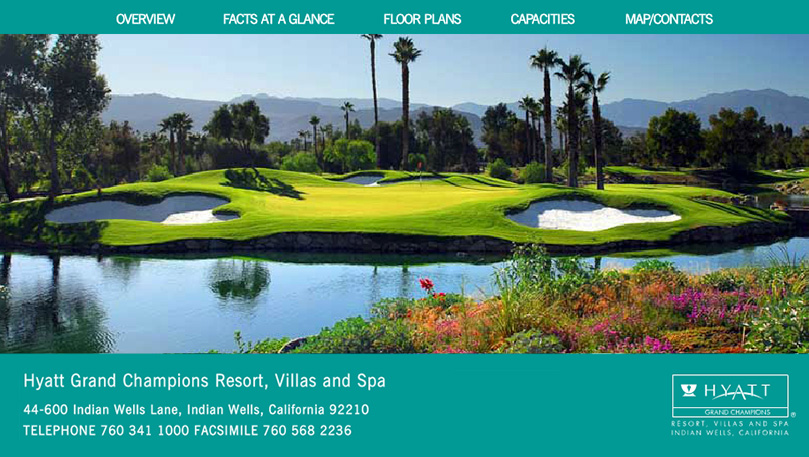 OVERVIEW FACTS AT A GLANCE FLOOR PLANS CAPACITIES MAP/CONTACTS
Hyatt Grand Champions Resort, Villas and Spa
44-600 Indian Wells Lane, Indian Wells, California 92210
TELEPHONE 760 341 1000 FACSIMILE 760 568 2236
HYATT
GRAND CHAMPIONS
®
RESORT, VILLAS AND SPA
INDIAN WELLS, CALIFORNIA